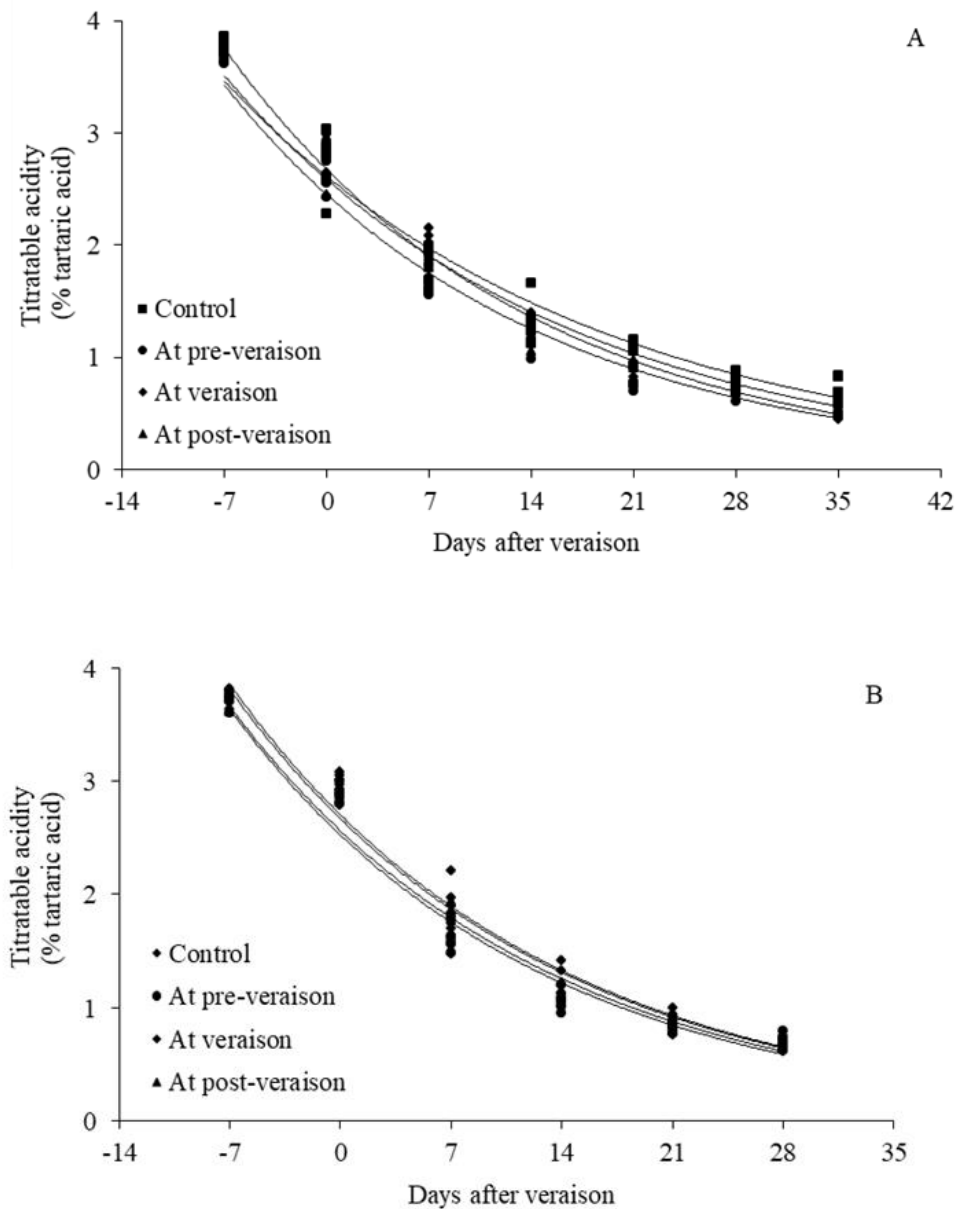 A
4
3
2
1
0
Titratable acidity
(% tartaric acid)
Control
At pre-veraison
At veraison
At post-veraison
-14 -7 0 7 14 21 28 35 42
Days after veraison
B
4
3
2
1
0
Titratable acidity
(% tartaric acid)
Control
At pre-veraison
At veraison
At post-veraison
-14 -7 0 7 14 21 28 35
Days after veraison